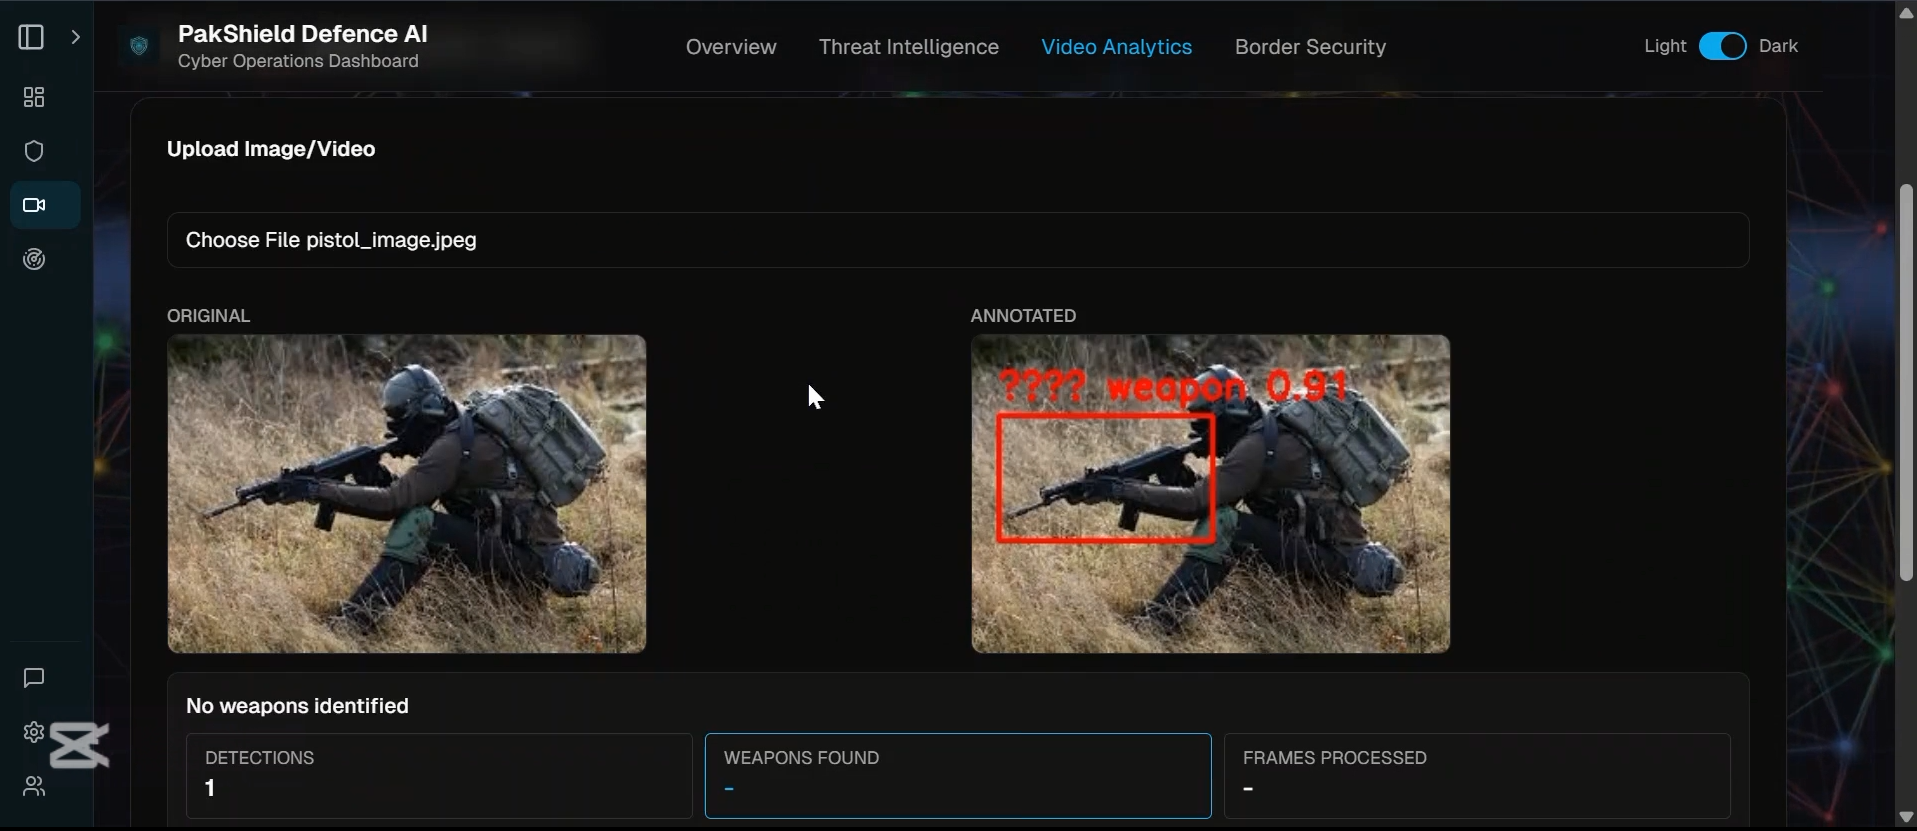 PakShield Defence AI
Cyber Operations Dashboard
Overview
Threat Intelligence
Video Analytics
Border Security
Light
Dark
Upload Image/Video
Choose File pistol_image.jpeg
ORIGINAL
ANNOTATED
???? weapon 0.91
No weapons identified
DETECTIONS
1
WEAPONS FOUND
-
FRAMES PROCESSED
-